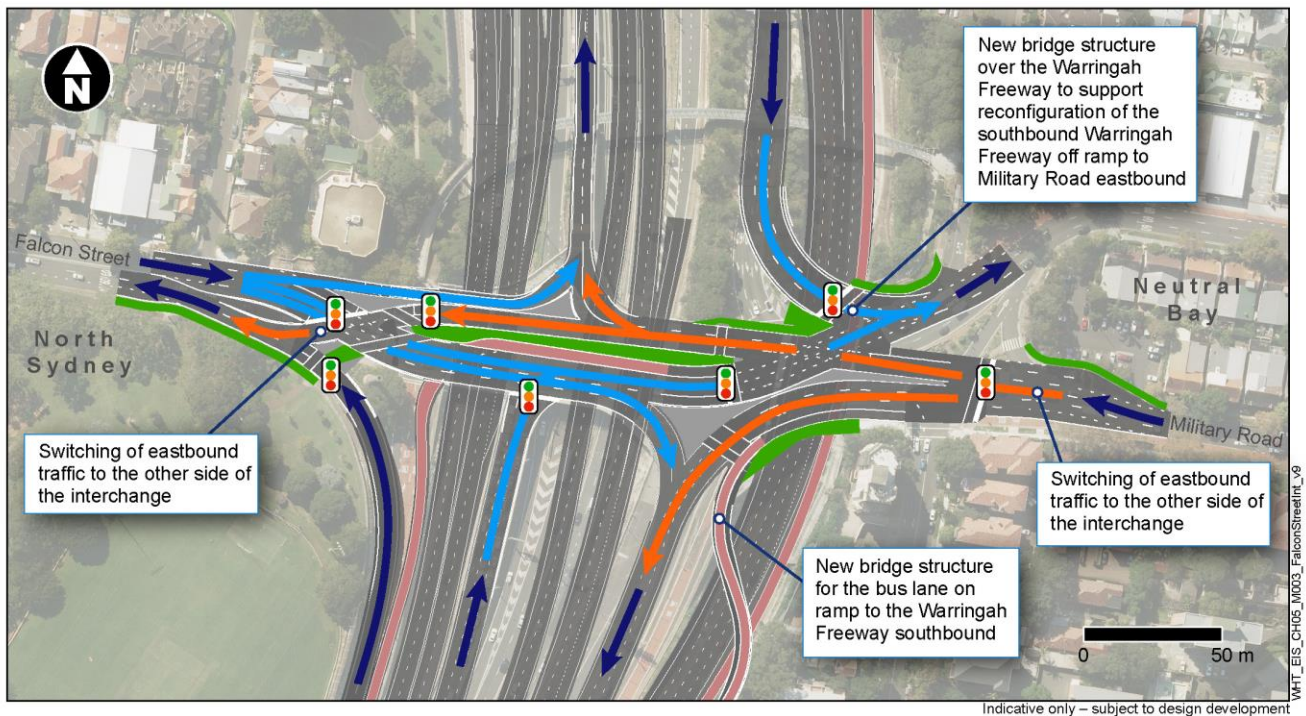 N
New bridge structure
over the Warringah
Freeway to support
reconfiguration of the
southbound Warringah
Freeway off ramp to
Military Road eastbound
Falcon Street
Neutral
Bay
North
Sydney
Military Road
Switching of eastbound
traffic to the other side of
the interchange
Switching of eastbound
traffic to the other side of
the interchange
New bridge structure
for the bus lane on
ramp to the Warringah
Freeway southbound
0 50 m
WHT_EIS_CH05_M003_FalconStreetInt_v9
Indicative only – subject to design development